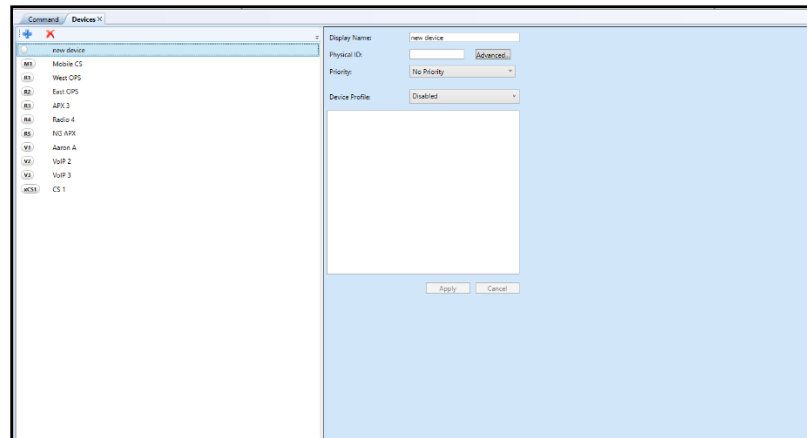 Command Devices ×
new device
M1 Mobile CS
R1 West OPS
R2 East OPS
R3 APX 3
R4 Radio 4
R5 NG APX
V1 Aaron A
V2 VoIP 2
V3 VoIP 3
xCS1 CS 1
Display Name: new device
Physical ID: Advanced...
Priority: No Priority
Device Profile: Disabled
Apply Cancel